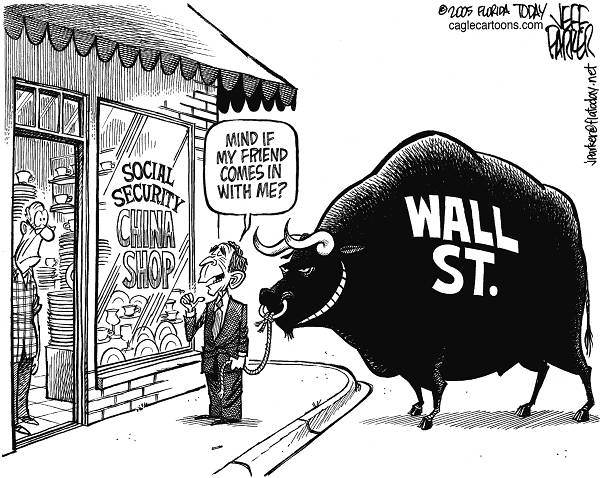 ©2005 FLORIDA TODAY
caglecartoons.com
JEFF
PARKER
jparker@flatoday.net
MIND IF
MY FRIEND
COMES IN
WITH ME?
SOCIAL
SECURITY
CHINA
SHOP
WALL
ST.